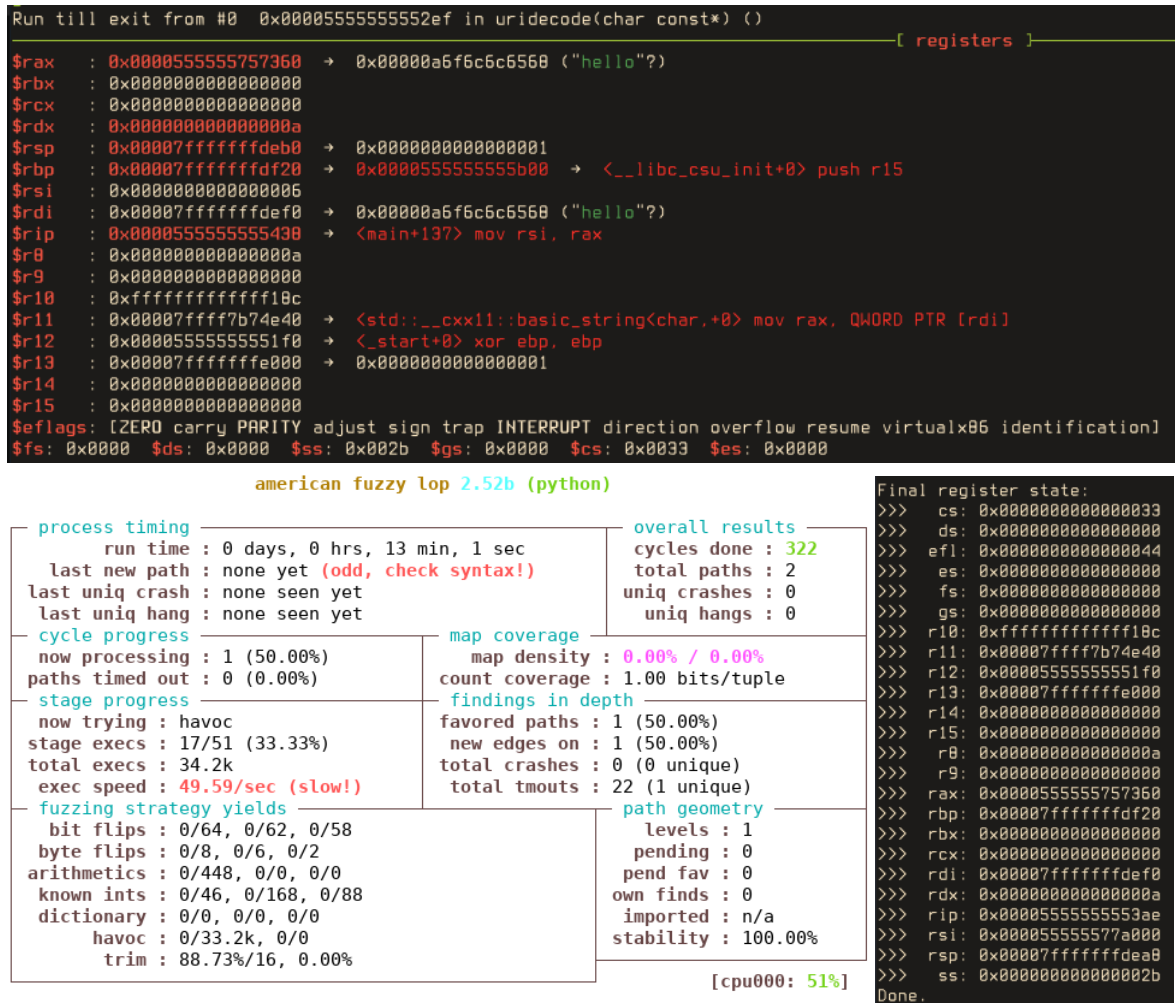 Run till exit from #0  0x00005555555552ef in uridecode(char const*) ()
[ registers ]
$rax   : 0x0000555555757360  →  0x00000a6f6c6c6568 ("hello"?)
$rbx   : 0x0000000000000000
$rcx   : 0x0000000000000000
$rdx   : 0x000000000000000a
$rsp   : 0x00007fffffffdeb0  →  0x0000000000000001
$rbp   : 0x00007fffffffdf20  →  0x0000555555555b00  →  <__libc_csu_init+0> push r15
$rsi   : 0x0000000000000006
$rdi   : 0x00007fffffffdef0  →  0x00000a6f6c6c6568 ("hello"?)
$rip   : 0x0000555555555438  →  <main+137> mov rsi, rax
$r8    : 0x000000000000000a
$r9    : 0x0000000000000000
$r10   : 0xfffffffffffff18c
$r11   : 0x00007ffff7b74e40  →  <std::__cxx11::basic_string<char,+0> mov rax, QWORD PTR [rdi]
$r12   : 0x00005555555551f0  →  <_start+0> xor ebp, ebp
$r13   : 0x00007fffffffe000  →  0x0000000000000001
$r14   : 0x0000000000000000
$r15   : 0x0000000000000000
$eflags: [ZERO carry PARITY adjust sign trap INTERRUPT direction overflow resume virtualx86 identification]
$fs: 0x0000  $ds: 0x0000  $ss: 0x002b  $gs: 0x0000  $cs: 0x0033  $es: 0x0000
american fuzzy lop 2.52b (python)
process timing
run time : 0 days, 0 hrs, 13 min, 1 sec
last new path : none yet (odd, check syntax!)
last uniq crash : none seen yet
last uniq hang : none seen yet
overall results
cycles done : 322
total paths : 2
uniq crashes : 0
uniq hangs : 0
cycle progress
now processing : 1 (50.00%)
paths timed out : 0 (0.00%)
map coverage
map density : 0.00% / 0.00%
count coverage : 1.00 bits/tuple
stage progress
now trying : havoc
stage execs : 17/51 (33.33%)
total execs : 34.2k
exec speed : 49.59/sec (slow!)
findings in depth
favored paths : 1 (50.00%)
new edges on : 1 (50.00%)
total crashes : 0 (0 unique)
total tmouts : 22 (1 unique)
fuzzing strategy yields
bit flips : 0/64, 0/62, 0/58
byte flips : 0/8, 0/6, 0/2
arithmetics : 0/448, 0/0, 0/0
known ints : 0/46, 0/168, 0/88
dictionary : 0/0, 0/0, 0/0
havoc : 0/33.2k, 0/0
trim : 88.73%/16, 0.00%
path geometry
levels : 1
pending : 0
pend fav : 0
own finds : 0
imported : n/a
stability : 100.00%
[cpu000: 51%]
Final register state:
>>>   cs: 0x0000000000000033
>>>   ds: 0x0000000000000000
>>>  efl: 0x0000000000000044
>>>   es: 0x0000000000000000
>>>   fs: 0x0000000000000000
>>>   gs: 0x0000000000000000
>>>  r10: 0xfffffffffffff18c
>>>  r11: 0x00007ffff7b74e40
>>>  r12: 0x00005555555551f0
>>>  r13: 0x00007fffffffe000
>>>  r14: 0x0000000000000000
>>>  r15: 0x0000000000000000
>>>   r8: 0x000000000000000a
>>>   r9: 0x0000000000000000
>>>  rax: 0x0000555555757360
>>>  rbp: 0x00007fffffffdf20
>>>  rbx: 0x0000000000000000
>>>  rcx: 0x0000000000000000
>>>  rdi: 0x00007fffffffdef0
>>>  rdx: 0x000000000000000a
>>>  rip: 0x00005555555553ae
>>>  rsi: 0x000055555577a000
>>>  rsp: 0x00007fffffffdea8
>>>   ss: 0x000000000000002b
Done.